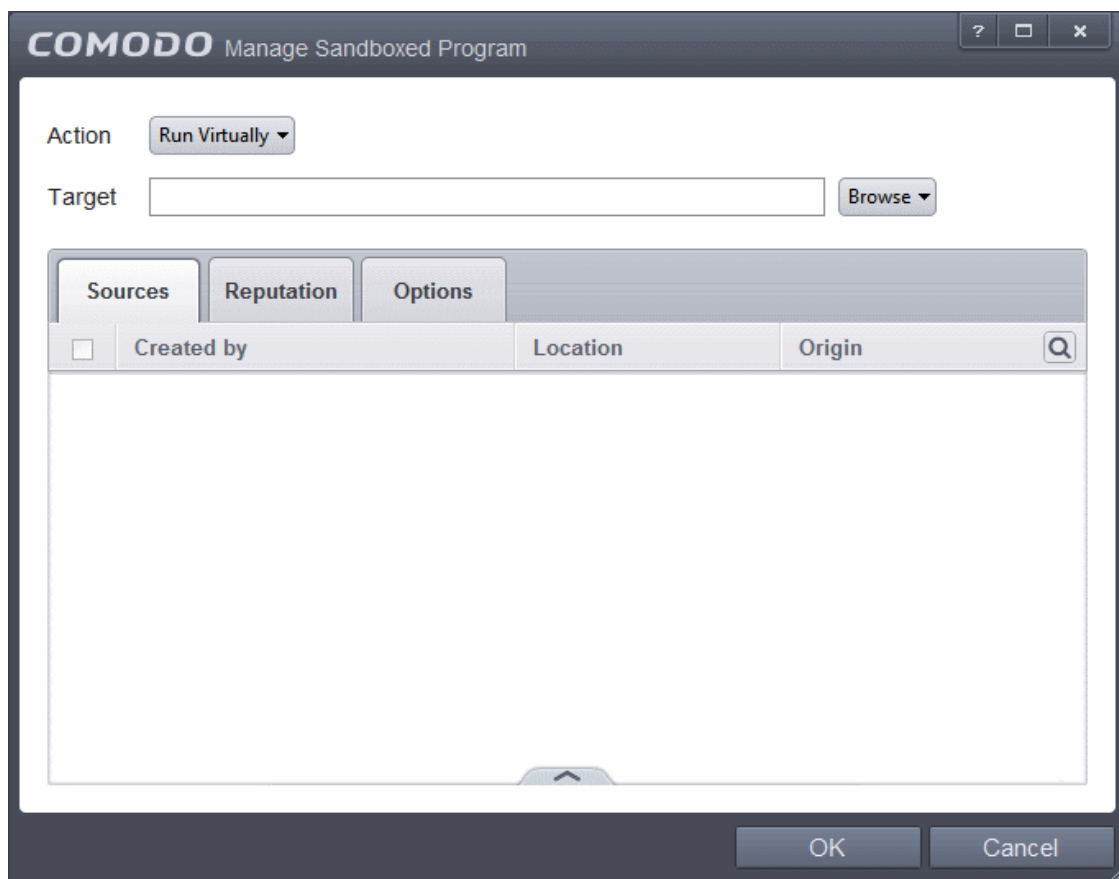 COMODO Manage Sandboxed Program ?
Action Run Virtually
Target Browse
Sources Reputation Options
Created by Location Origin
OK Cancel